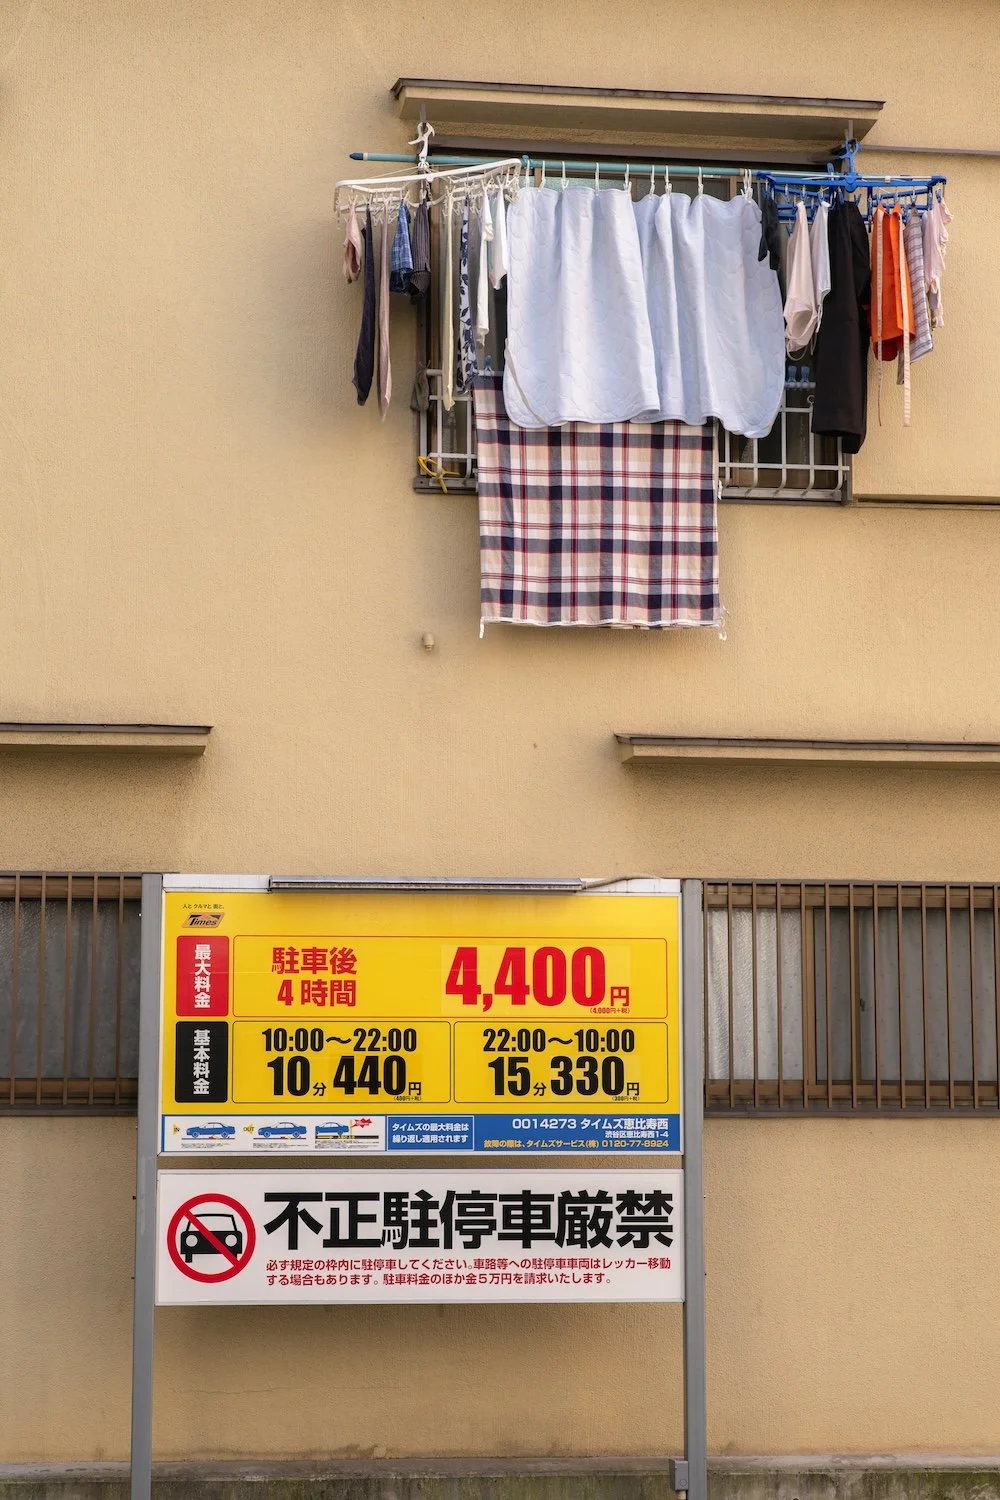 人と クルマと 街と。
Times
最大料金
駐車後
4時間
4,400円
(4,000円+税)
基本料金
10:00〜22:00
10分 440円
(400円+税)
22:00〜10:00
15分 330円
(300円+税)
IN
OUT
タイムズの最大料金は
繰り返し適用されます
0014273 タイムズ恵比寿西
渋谷区恵比寿西1-4
故障の際は、タイムズサービス(株) 0120-77-8924
不正駐停車厳禁
必ず規定の枠内に駐停車してください。車路等への駐停車車両はレッカー移動
する場合もあります。駐車料金のほか金5万円を請求いたします。